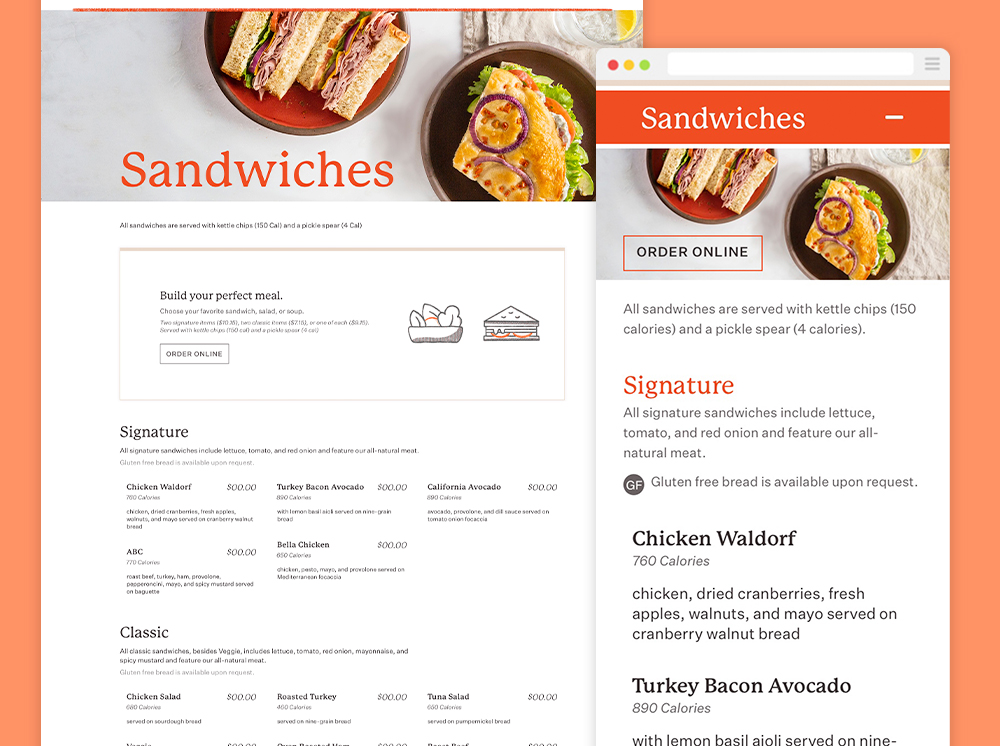 Sandwiches
All sandwiches are served with kettle chips (150 Cal) and a pickle spear (4 Cal)
Build your perfect meal.
Choose your favorite sandwich, salad, or soup.
Two signature items ($10.15), two classic items ($7.15), or one of each ($9.15).
Served with kettle chips (150 cal) and a pickle spear (4 cal)
ORDER ONLINE
Signature
All signature sandwiches include lettuce, tomato, and red onion and feature our all-natural meat.
Gluten free bread is available upon request.
Chicken Waldorf $00.00
760 Calories
chicken, dried cranberries, fresh apples,
walnuts, and mayo served on cranberry walnut
bread
Turkey Bacon Avocado $00.00
890 Calories
with lemon basil aioli served on nine-grain
bread
California Avocado $00.00
890 Calories
avocado, provolone, and dill sauce served on
tomato onion focaccia
ABC $00.00
770 Calories
roast beef, turkey, ham, provolone,
pepperoncini, mayo, and spicy mustard served
on baguette
Bella Chicken $00.00
650 Calories
chicken, pesto, mayo, and provolone served on
Mediterranean focaccia
Classic
All classic sandwiches, besides Veggie, includes lettuce, tomato, red onion, mayonnaise, and
spicy mustard and feature our all-natural meat.
Gluten free bread is available upon request.
Chicken Salad $00.00
680 Calories
served on sourdough bread
Roasted Turkey $00.00
460 Calories
served on nine-grain bread
Tuna Salad $00.00
650 Calories
served on pumpernickel bread
Veggie $00.00
Oven Roasted Ham $00.00
Roast Beef $00.00
Sandwiches
ORDER ONLINE
All sandwiches are served with kettle chips (150
calories) and a pickle spear (4 calories).
Signature
All signature sandwiches include lettuce,
tomato, and red onion and feature our all-
natural meat.
GF Gluten free bread is available upon request.
Chicken Waldorf
760 Calories
chicken, dried cranberries, fresh
apples, walnuts, and mayo served on
cranberry walnut bread
Turkey Bacon Avocado
890 Calories
with lemon basil aioli served on nine-